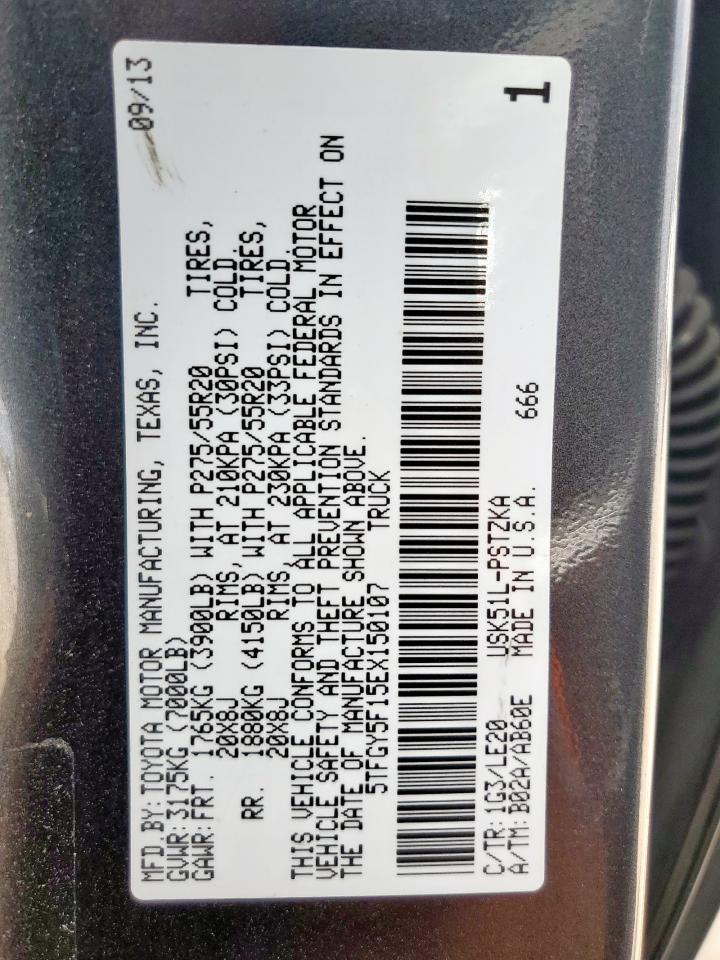 MFD.BY:TOYOTA MOTOR MANUFACTURING, TEXAS, INC. 09/13
GVWR:3175KG (7000LB)
GAWR:FRT. 1765KG (3900LB) WITH P275/55R20 TIRES,
20X8J RIMS, AT 210KPA (30PSI) COLD.
RR. 1880KG (4150LB) WITH P275/55R20 TIRES,
20X8J RIMS, AT 230KPA (33PSI) COLD.
THIS VEHICLE CONFORMS TO ALL APPLICABLE FEDERAL MOTOR
VEHICLE SAFETY AND THEFT PREVENTION STANDARDS IN EFFECT ON
THE DATE OF MANUFACTURE SHOWN ABOVE.
5TFGY5F15EX150107 TRUCK
C/TR:1G3/LE20 USK51L-PSTZKA 666 1
A/TM:B02A/AB60E MADE IN U.S.A.